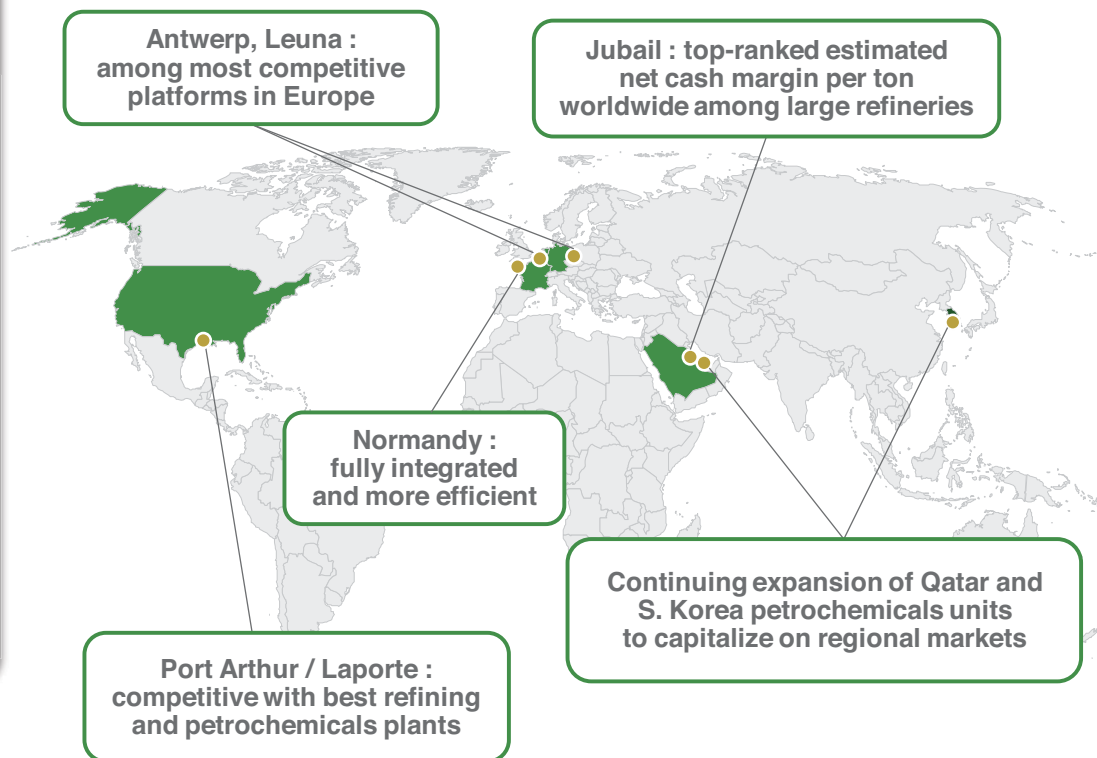 Antwerp, Leuna :
among most competitive
platforms in Europe
Jubail : top-ranked estimated
net cash margin per ton
worldwide among large refineries
Normandy :
fully integrated
and more efficient
Continuing expansion of Qatar and
S. Korea petrochemicals units
to capitalize on regional markets
Port Arthur / Laporte :
competitive with best refining
and petrochemicals plants